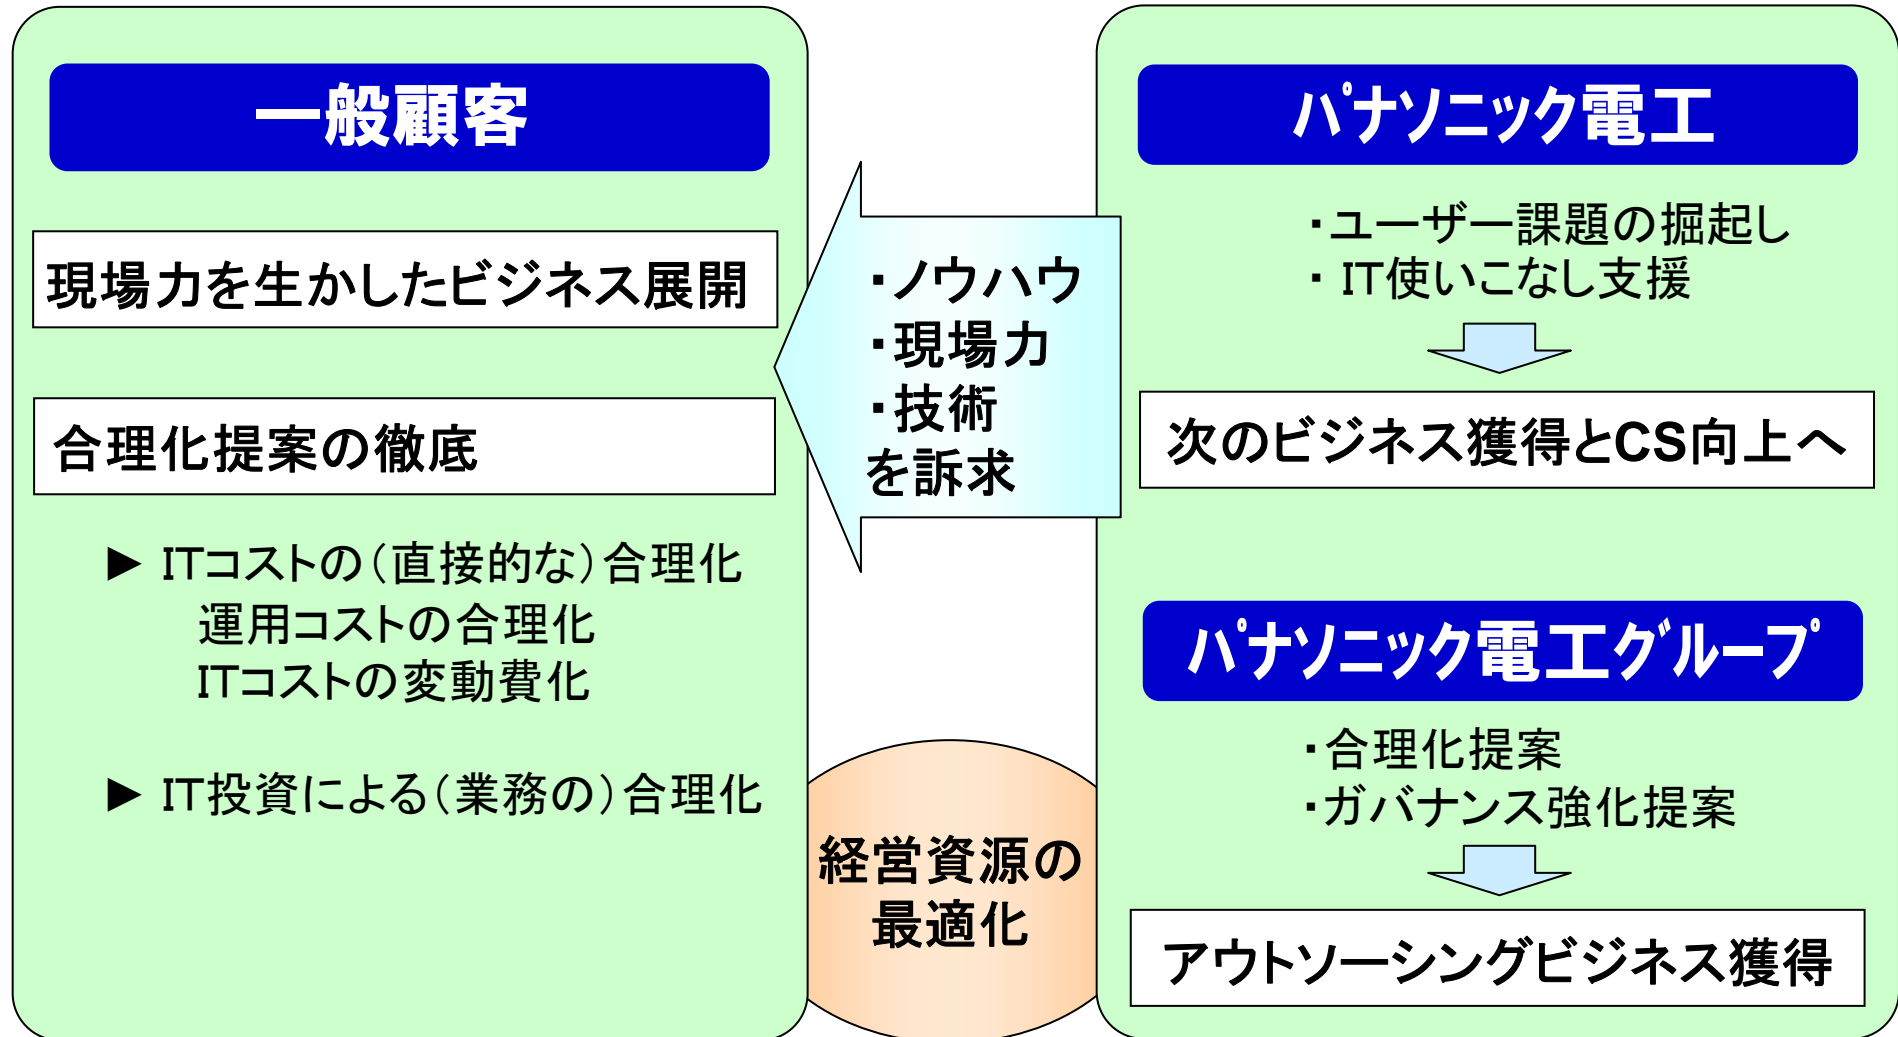 一般顧客
現場力を生かしたビジネス展開
合理化提案の徹底
► ITコストの（直接的な）合理化
運用コストの合理化
ITコストの変動費化
► IT投資による（業務の）合理化
・ノウハウ
・現場力
・技術
を訴求
経営資源の
最適化
パナソニック電工
・ユーザー課題の掘起し
・IT使いこなし支援
次のビジネス獲得とCS向上へ
パナソニック電工グループ
・合理化提案
・ガバナンス強化提案
アウトソーシングビジネス獲得